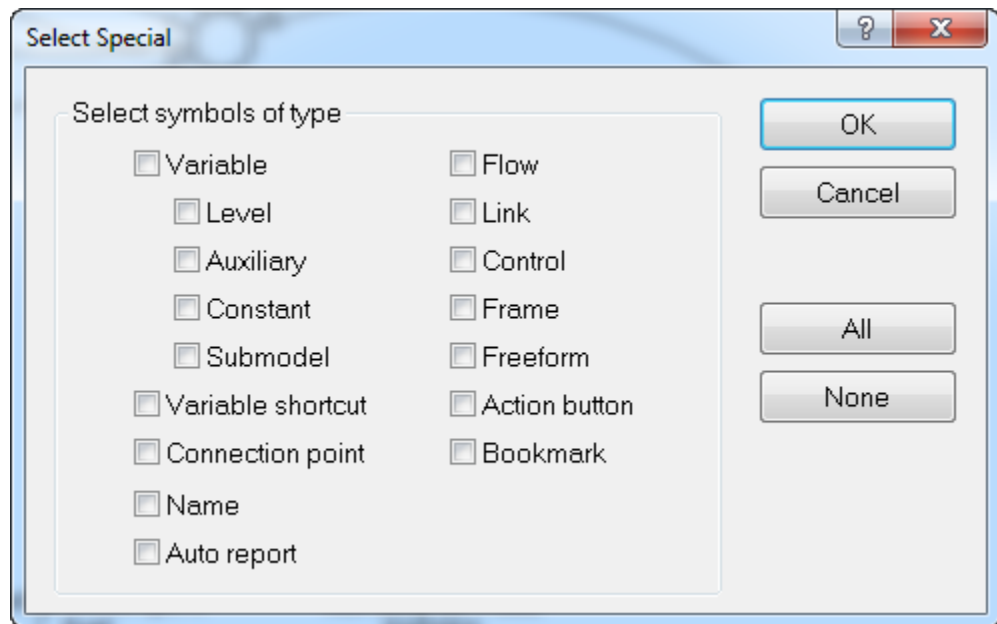 Select Special
Select symbols of type
Variable
Level
Auxiliary
Constant
Submodel
Variable shortcut
Connection point
Name
Auto report
Flow
Link
Control
Frame
Freeform
Action button
Bookmark
OK
Cancel
All
None